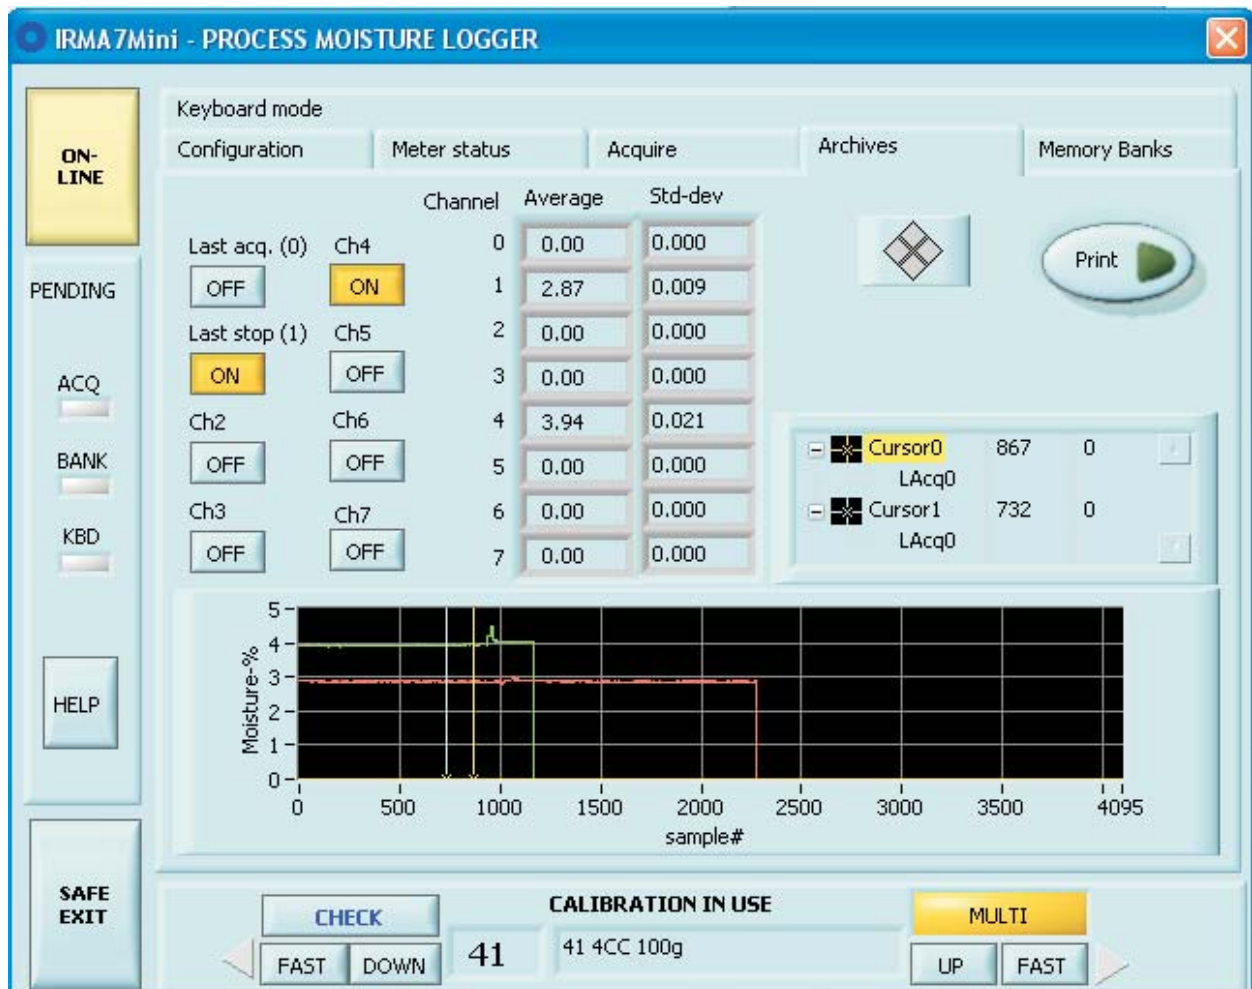 IRMA7Mini - PROCESS MOISTURE LOGGER
ON-
LINE
PENDING
ACQ
BANK
KBD
HELP
SAFE
EXIT
Keyboard mode
Configuration Meter status Acquire Archives Memory Banks
Channel Average Std-dev
Last acq. (0) Ch4
OFF ON
Last stop (1) Ch5
ON OFF
Ch2 Ch6
OFF OFF
Ch3 Ch7
OFF OFF
0 0.00 0.000
1 2.87 0.009
2 0.00 0.000
3 0.00 0.000
4 3.94 0.021
5 0.00 0.000
6 0.00 0.000
7 0.00 0.000
Print
Cursor0 867 0
LAcq0
Cursor1 732 0
LAcq0
Moisture-%
5
4
3
2
1
0
0 500 1000 1500 2000 2500 3000 3500 4095
sample#
CALIBRATION IN USE
CHECK
FAST DOWN
41
41 4CC 100g
MULTI
UP FAST